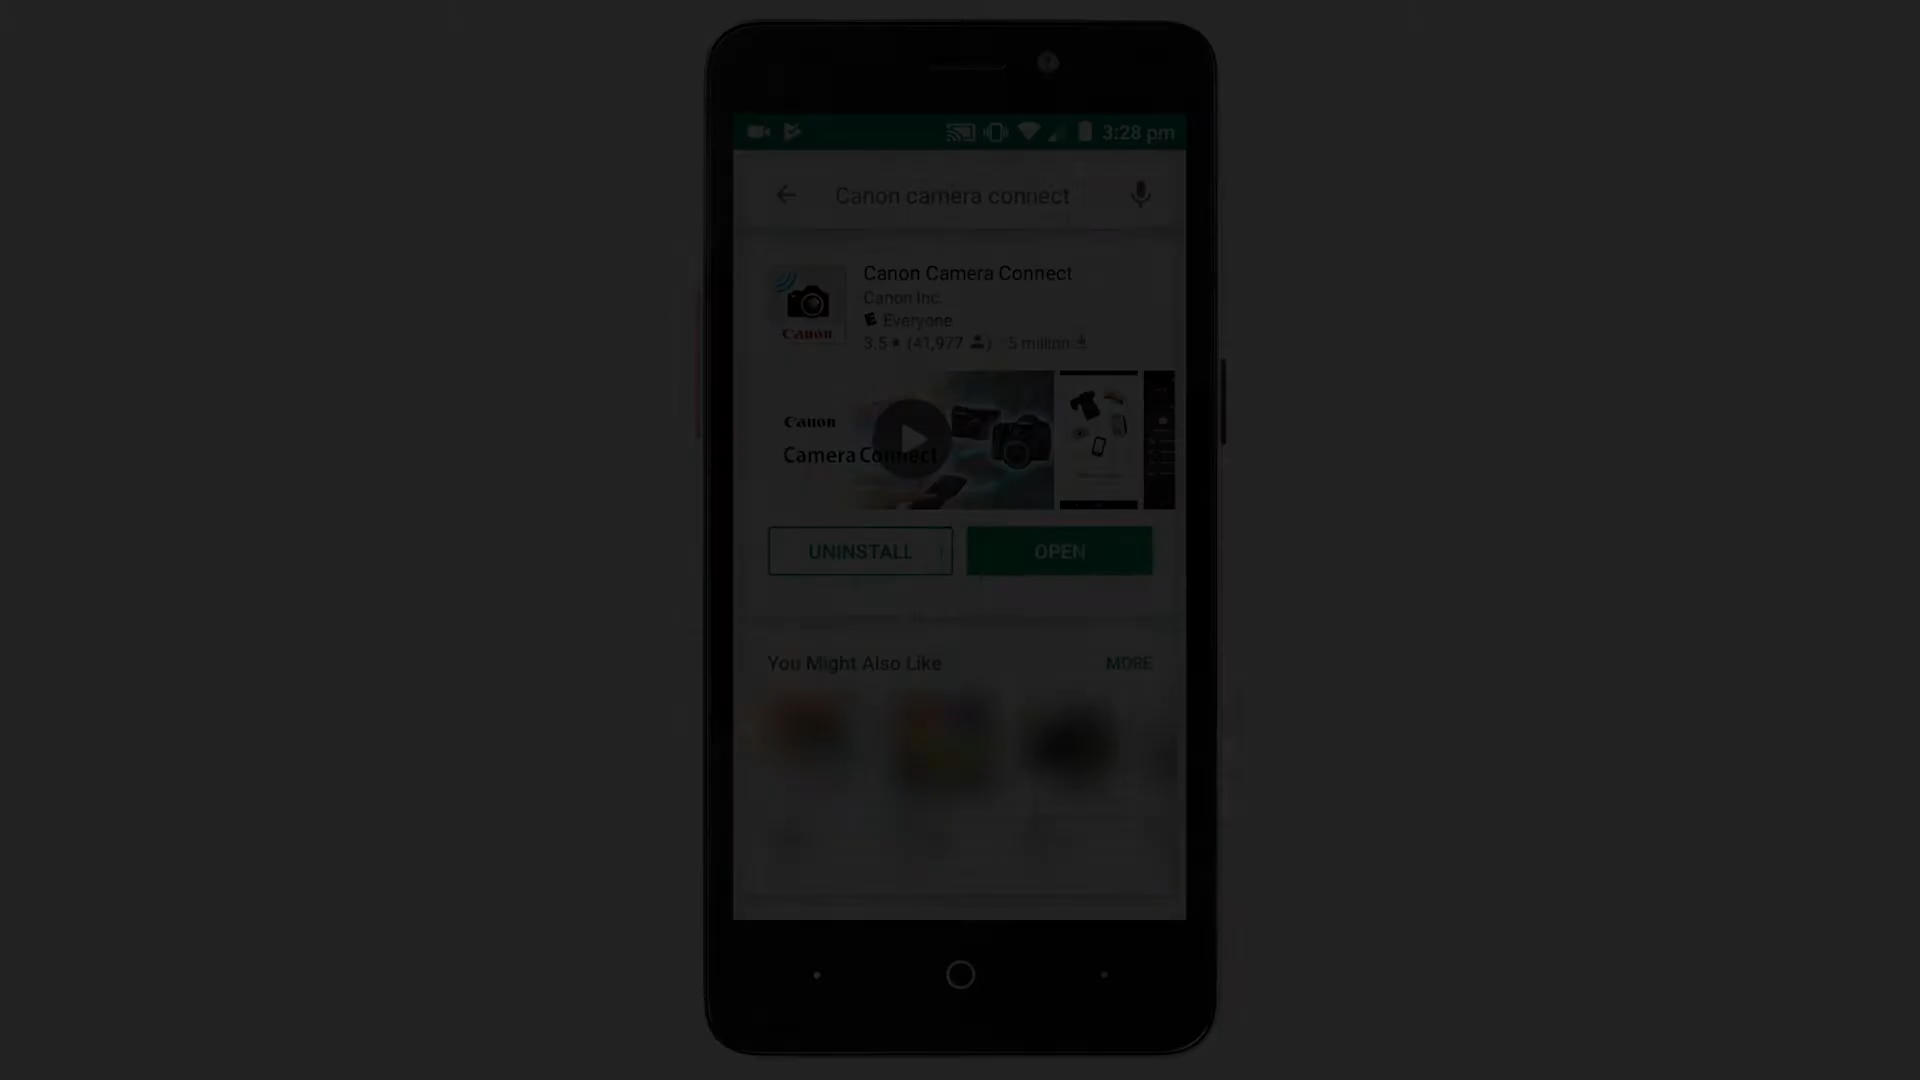 3:28 pm
Canon camera connect
Canon Camera Connect
Canon Inc.
Everyone
3.5 (41,977) 5 million
Canon
Canon
Camera Connect
UNINSTALL
OPEN
You Might Also Like
MORE